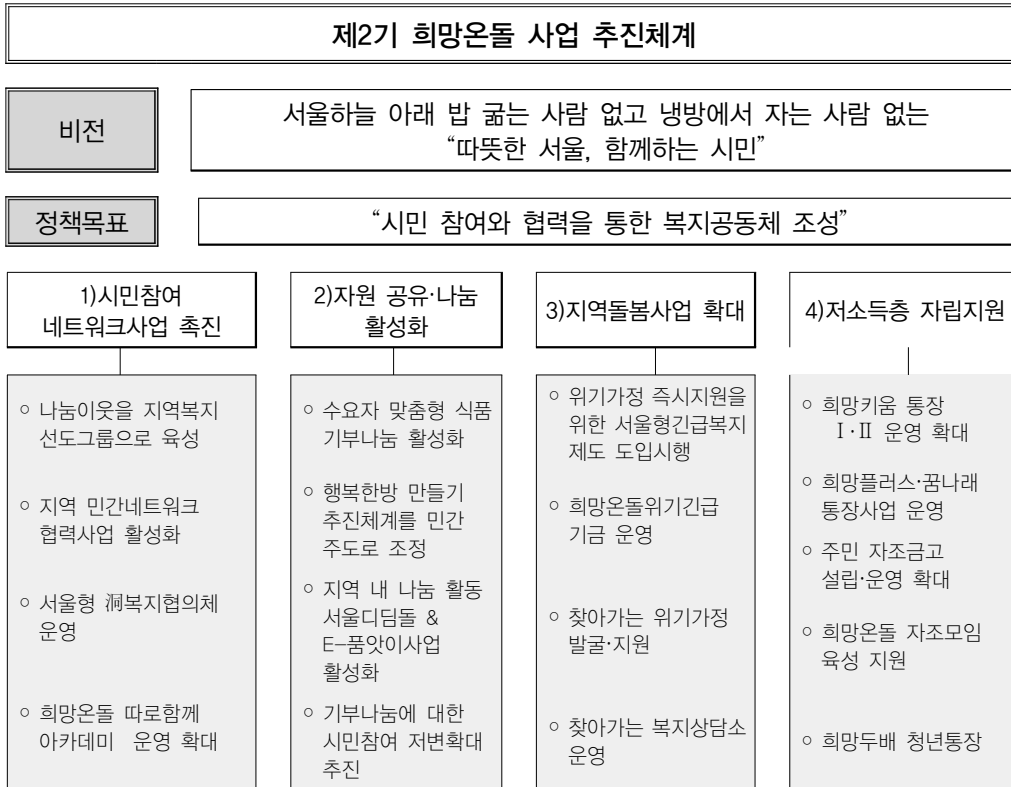 제2기 희망온돌 사업 추진체계
비전
서울하늘 아래 밥 굶는 사람 없고 냉방에서 자는 사람 없는
“따뜻한 서울, 함께하는 시민”
정책목표
“시민 참여와 협력을 통한 복지공동체 조성”
1)시민참여
네트워크사업 촉진
○ 나눔이웃을 지역복지
선도그룹으로 육성
○ 지역 민간네트워크
협력사업 활성화
○ 서울형 洞복지협의체
운영
○ 희망온돌 따로함께
아카데미 운영 확대
2)자원 공유·나눔
활성화
○ 수요자 맞춤형 식품
기부나눔 활성화
○ 행복한방 만들기
추진체계를 민간
주도로 조정
○ 지역 내 나눔 활동
서울디딤돌 &
E-품앗이사업
활성화
○ 기부나눔에 대한
시민참여 저변확대
추진
3)지역돌봄사업 확대
○ 위기가정 즉시지원을
위한 서울형긴급복지
제도 도입시행
○ 희망온돌위기긴급
기금 운영
○ 찾아가는 위기가정
발굴·지원
○ 찾아가는 복지상담소
운영
4)저소득층 자립지원
○ 희망키움 통장
Ⅰ·Ⅱ 운영 확대
○ 희망플러스·꿈나래
통장사업 운영
○ 주민 자조금고
설립·운영 확대
○ 희망온돌 자조모임
육성 지원
○ 희망두배 청년통장